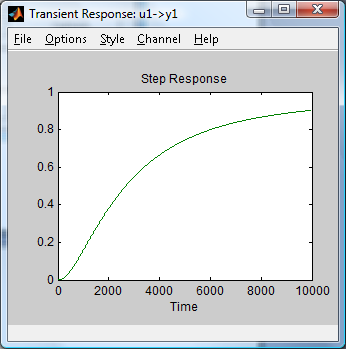 Transient Response: u1->y1
File Options Style Channel Help
Step Response
1
0.8
0.6
0.4
0.2
0
0 2000 4000 6000 8000 10000
Time